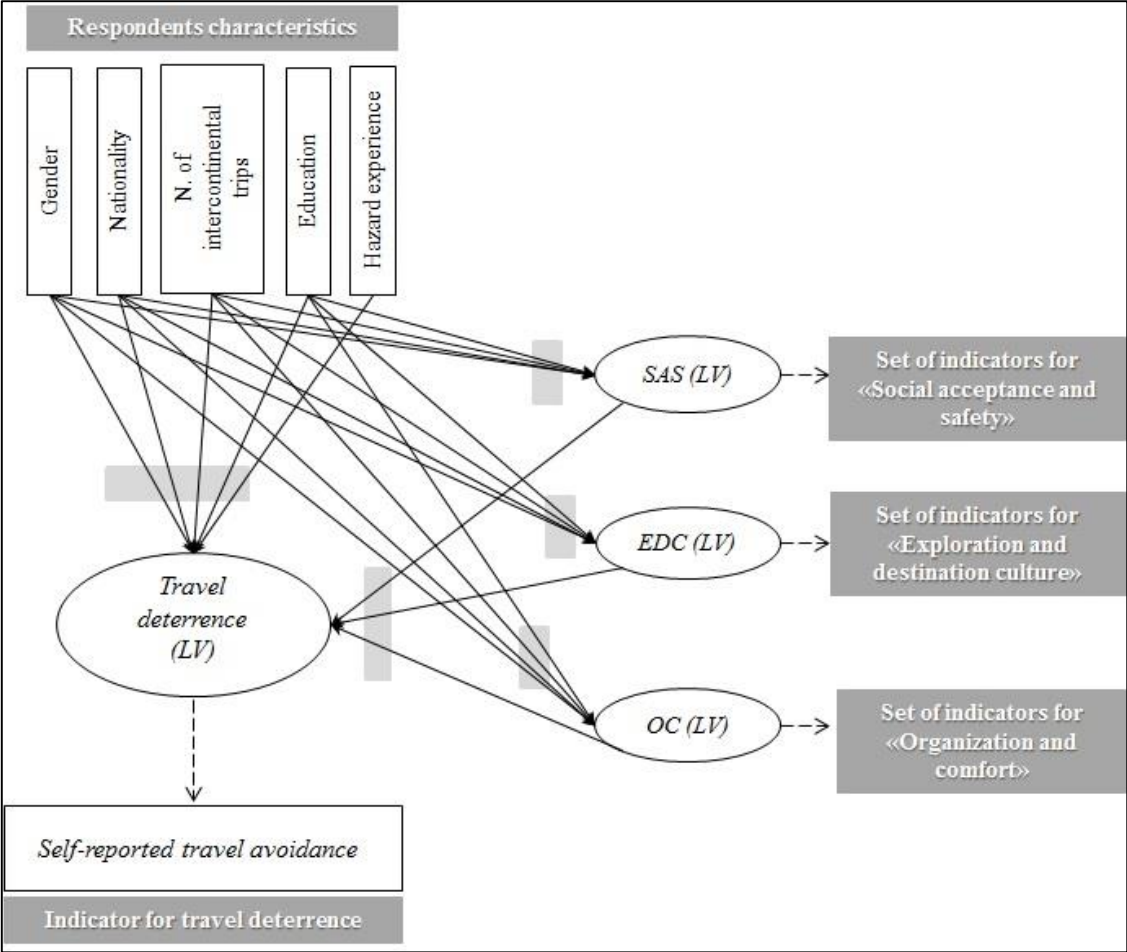 Respondents characteristics
Gender
Nationality
N. of
intercontinental
trips
Education
Hazard experience
SAS (LV)
Set of indicators for
«Social acceptance and
safety»
EDC (LV)
Set of indicators for
«Exploration and
destination culture»
Travel
deterrence
(LV)
OC (LV)
Set of indicators for
«Organization and
comfort»
Self-reported travel avoidance
Indicator for travel deterrence